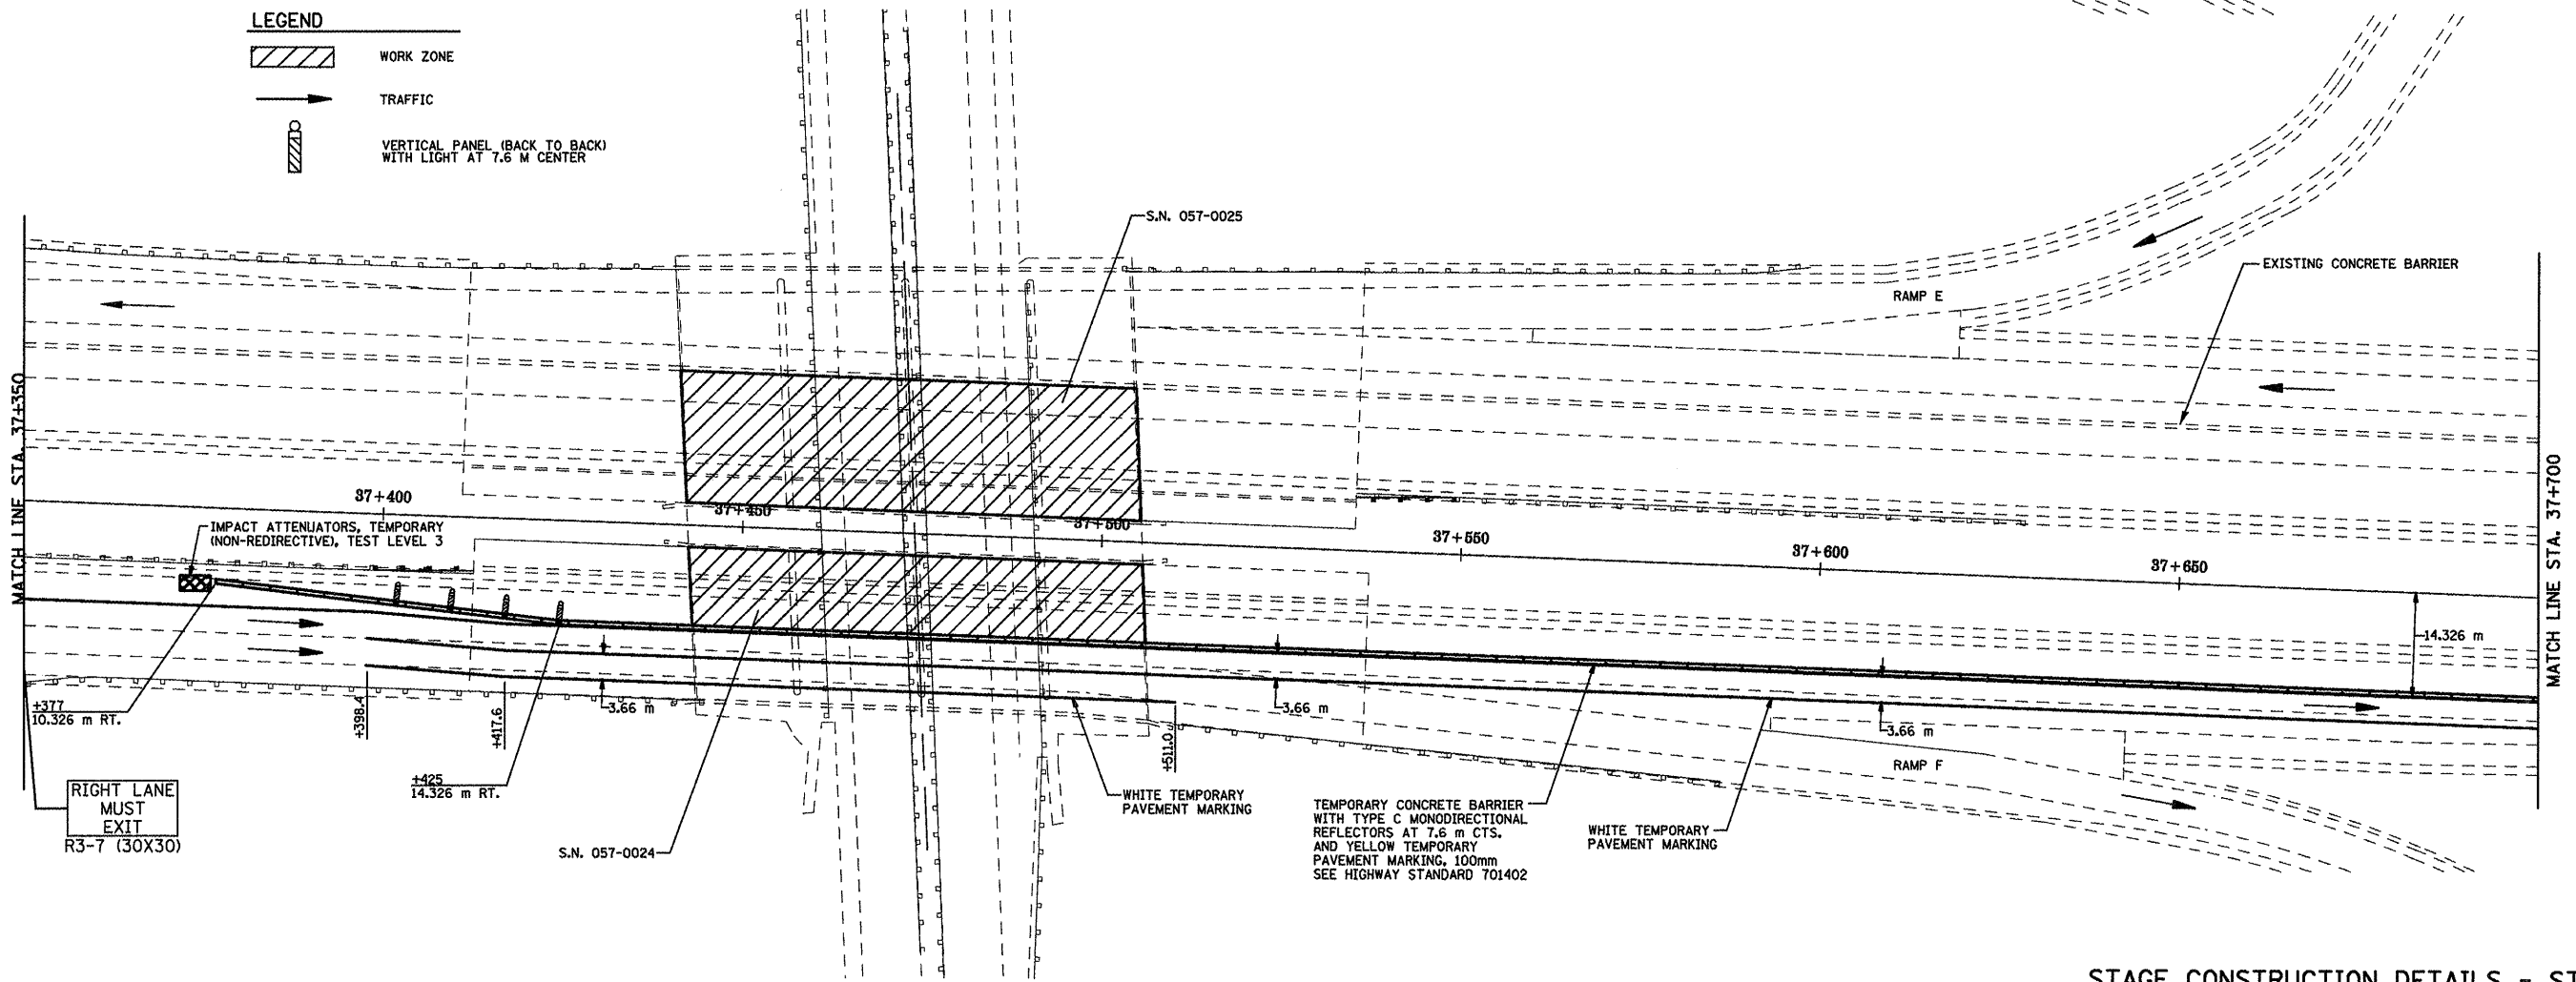 LEGEND
WORK ZONE
TRAFFIC
VERTICAL PANEL (BACK TO BACK)
WITH LIGHT AT 7.6 M CENTER
S.N. 057-0025
EXISTING CONCRETE BARRIER
RAMP E
MATCH LINE STA. 37+350
37+400
37+450
37+500
37+550
37+600
37+650
MATCH LINE STA. 37+700
IMPACT ATTENUATORS, TEMPORARY
(NON-REDIRECTIVE), TEST LEVEL 3
14.326 m
+377
10.326 m RT.
+398.4
+417.6
3.66 m
3.66 m
3.66 m
+511.0
+425
14.326 m RT.
RAMP F
RIGHT LANE
MUST
EXIT
R3-7 (30X30)
S.N. 057-0024
WHITE TEMPORARY
PAVEMENT MARKING
TEMPORARY CONCRETE BARRIER
WITH TYPE C MONODIRECTIONAL
REFLECTORS AT 7.6 m CTS.
AND YELLOW TEMPORARY
PAVEMENT MARKING, 100mm
SEE HIGHWAY STANDARD 701402
WHITE TEMPORARY
PAVEMENT MARKING
STAGE CONSTRUCTION DETAILS - ST